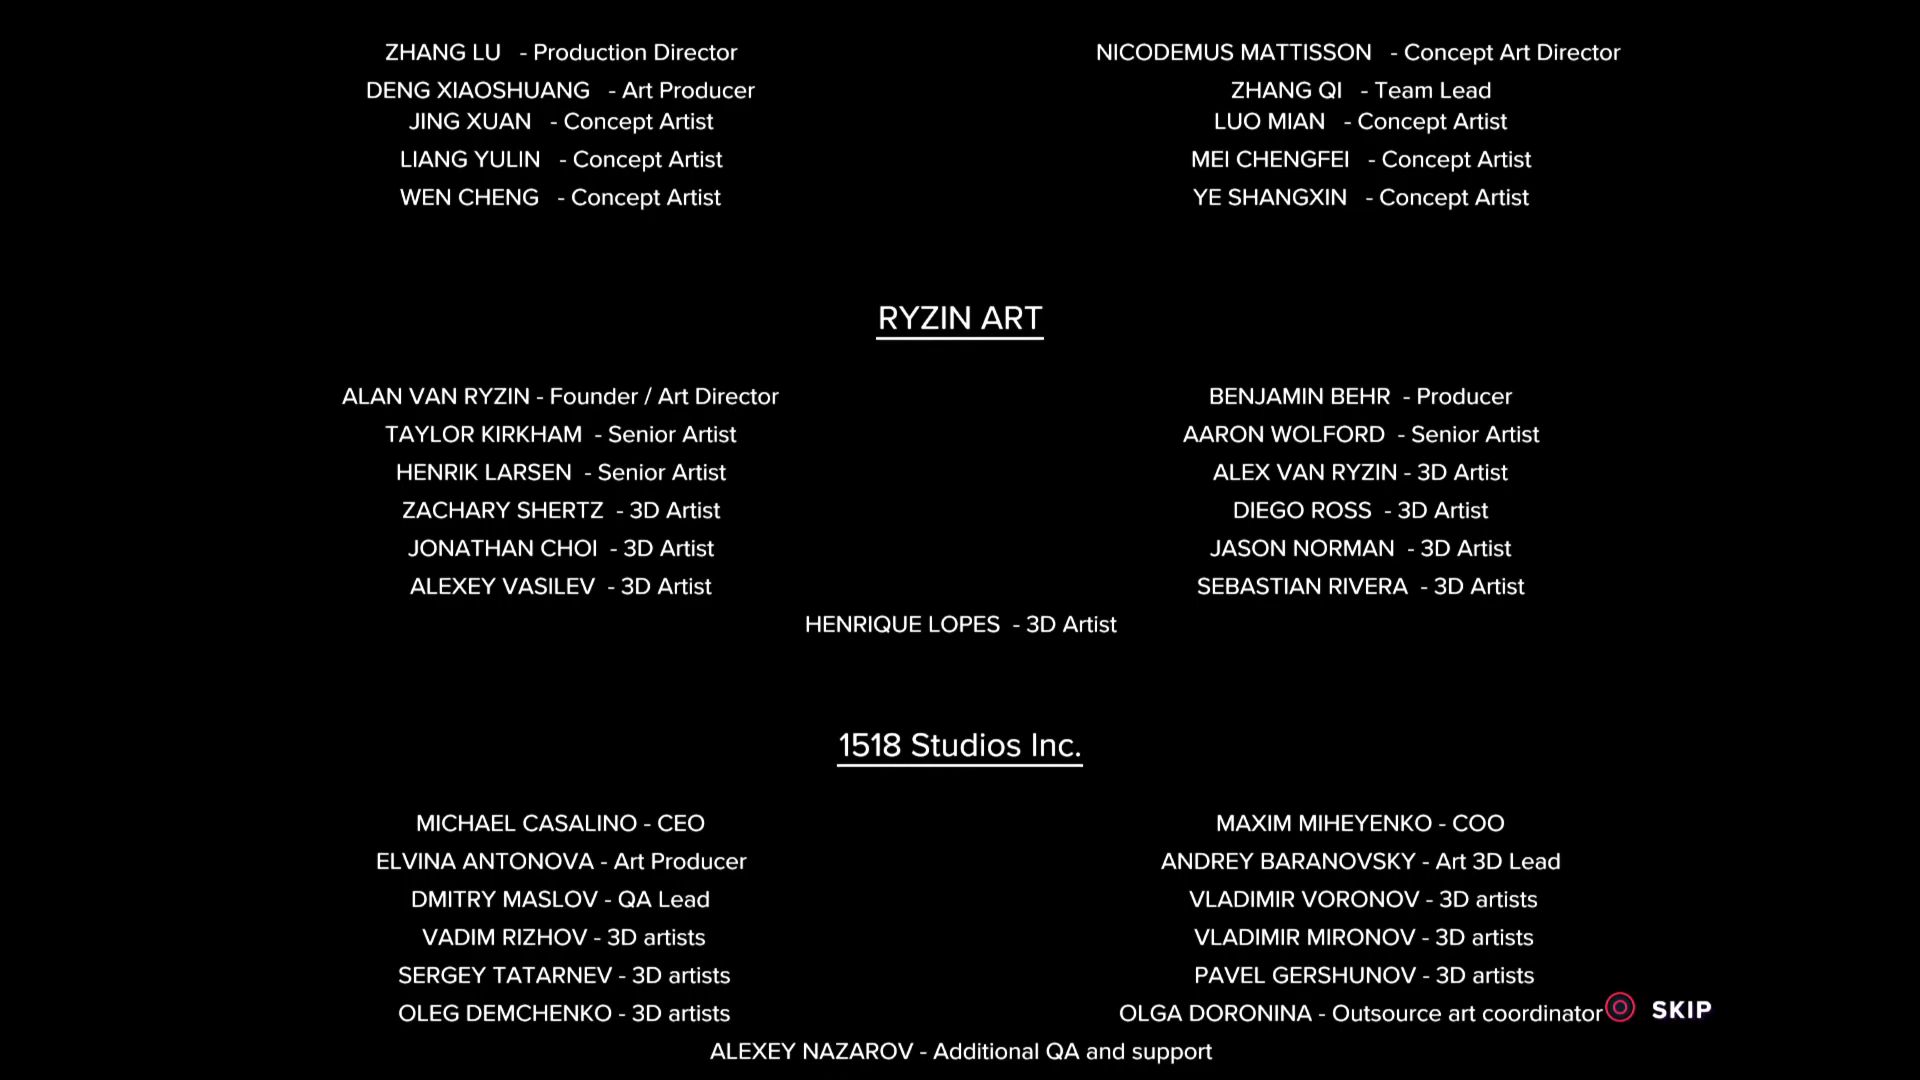 ZHANG LU - Production Director
NICODEMUS MATTISSON - Concept Art Director
DENG XIAOSHUANG - Art Producer
ZHANG QI - Team Lead
JING XUAN - Concept Artist
LUO MIAN - Concept Artist
LIANG YULIN - Concept Artist
MEI CHENGFEI - Concept Artist
WEN CHENG - Concept Artist
YE SHANGXIN - Concept Artist
RYZIN ART
ALAN VAN RYZIN - Founder / Art Director
BENJAMIN BEHR - Producer
TAYLOR KIRKHAM - Senior Artist
AARON WOLFORD - Senior Artist
HENRIK LARSEN - Senior Artist
ALEX VAN RYZIN - 3D Artist
ZACHARY SHERTZ - 3D Artist
DIEGO ROSS - 3D Artist
JONATHAN CHOI - 3D Artist
JASON NORMAN - 3D Artist
ALEXEY VASILEV - 3D Artist
SEBASTIAN RIVERA - 3D Artist
HENRIQUE LOPES - 3D Artist
1518 Studios Inc.
MICHAEL CASALINO - CEO
MAXIM MIHEYENKO - COO
ELVINA ANTONOVA - Art Producer
ANDREY BARANOVSKY - Art 3D Lead
DMITRY MASLOV - QA Lead
VLADIMIR VORONOV - 3D artists
VADIM RIZHOV - 3D artists
VLADIMIR MIRONOV - 3D artists
SERGEY TATARNEV - 3D artists
PAVEL GERSHUNOV - 3D artists
OLEG DEMCHENKO - 3D artists
OLGA DORONINA - Outsource art coordinator
SKIP
ALEXEY NAZAROV - Additional QA and support